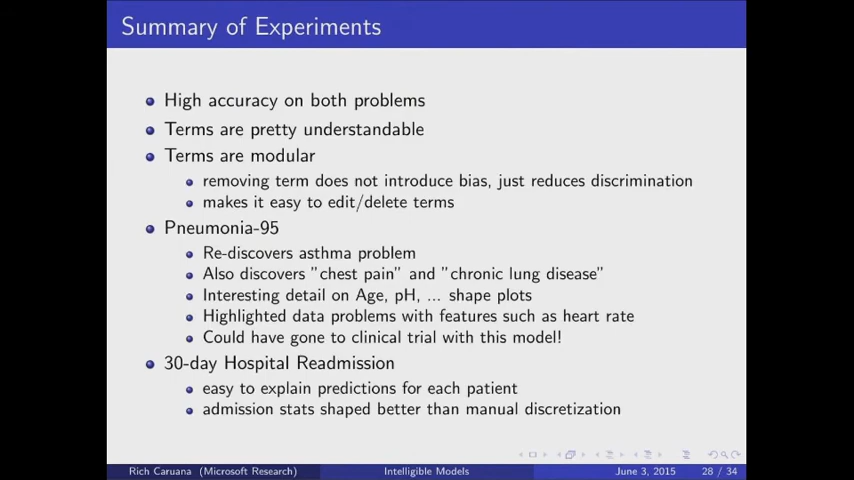 Summary of Experiments
High accuracy on both problems
Terms are pretty understandable
Terms are modular
removing term does not introduce bias, just reduces discrimination
makes it easy to edit/delete terms
Pneumonia-95
Re-discovers asthma problem
Also discovers "chest pain" and "chronic lung disease"
Interesting detail on Age, pH, ... shape plots
Highlighted data problems with features such as heart rate
Could have gone to clinical trial with this model!
30-day Hospital Readmission
easy to explain predictions for each patient
admission stats shaped better than manual discretization
Rich Caruana (Microsoft Research) Intelligible Models June 3, 2015 28 / 34